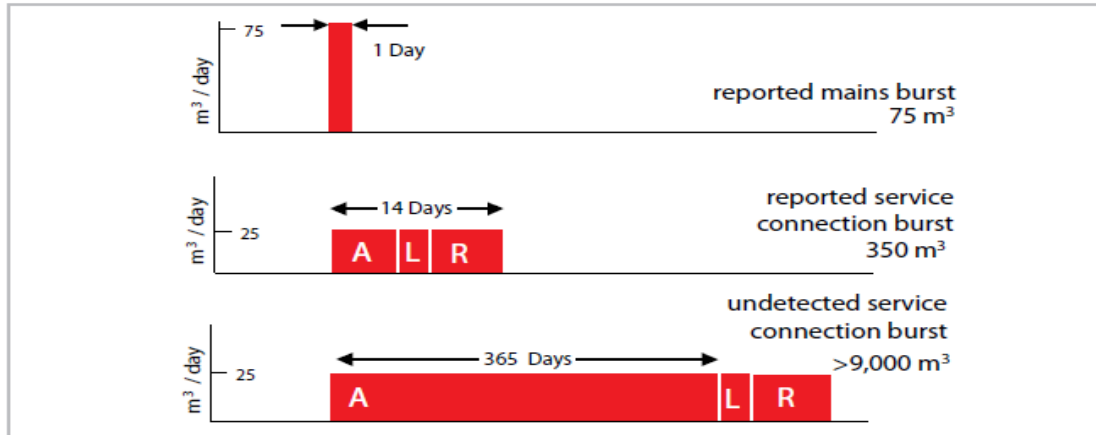 75
1 Day
m³ / day
reported mains burst
75 m³
m³ / day
14 Days
reported service
connection burst
350 m³
25
A L R
undetected service
connection burst
>9,000 m³
m³ / day
365 Days
25
A L R